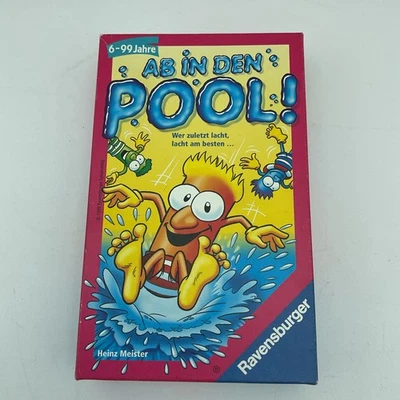 6-99 Jahre
AB IN DEN
POOL!
Wer zuletzt lacht,
lacht am besten ...
Heinz Meister
®
Ravensburger